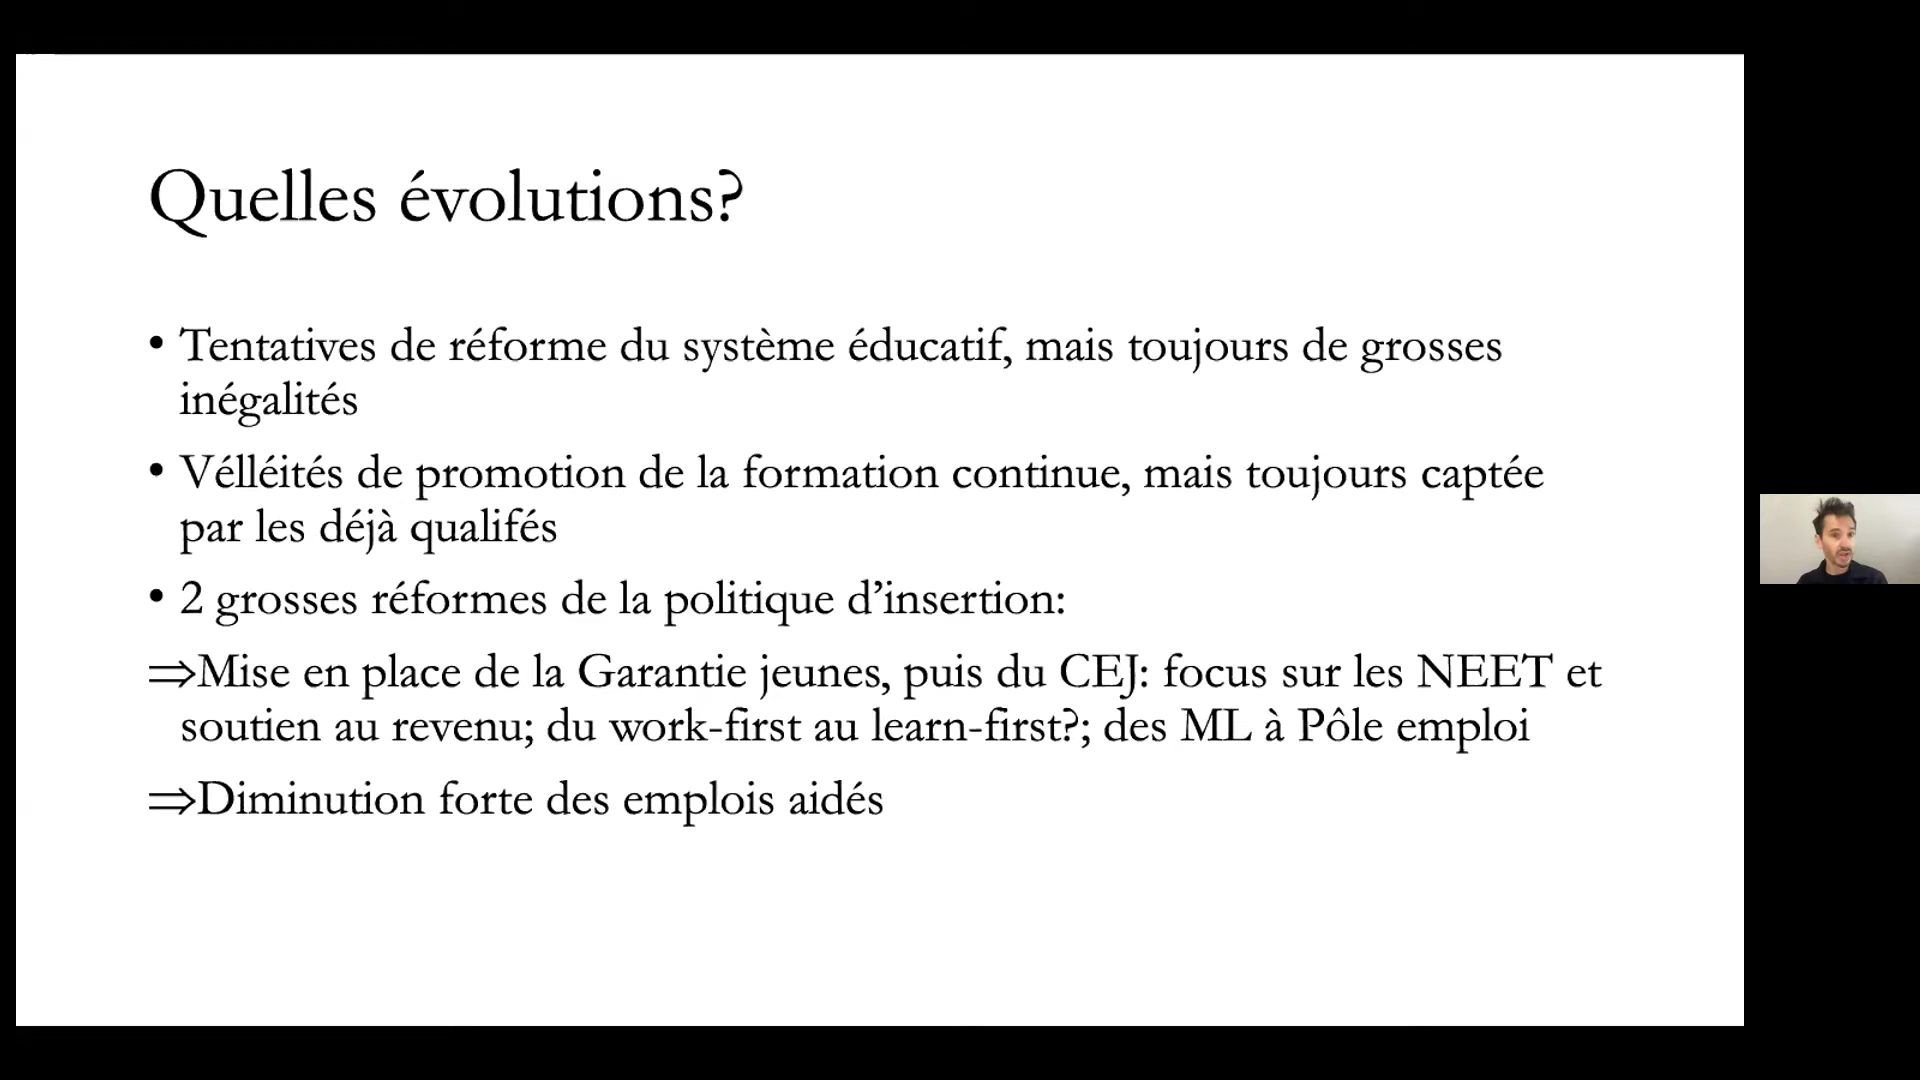 Quelles évolutions?
• Tentatives de réforme du système éducatif, mais toujours de grosses
inégalités
• Vélléités de promotion de la formation continue, mais toujours captée
par les déjà qualifés
• 2 grosses réformes de la politique d’insertion:
⇒Mise en place de la Garantie jeunes, puis du CEJ: focus sur les NEET et
soutien au revenu; du work-first au learn-first?; des ML à Pôle emploi
⇒Diminution forte des emplois aidés